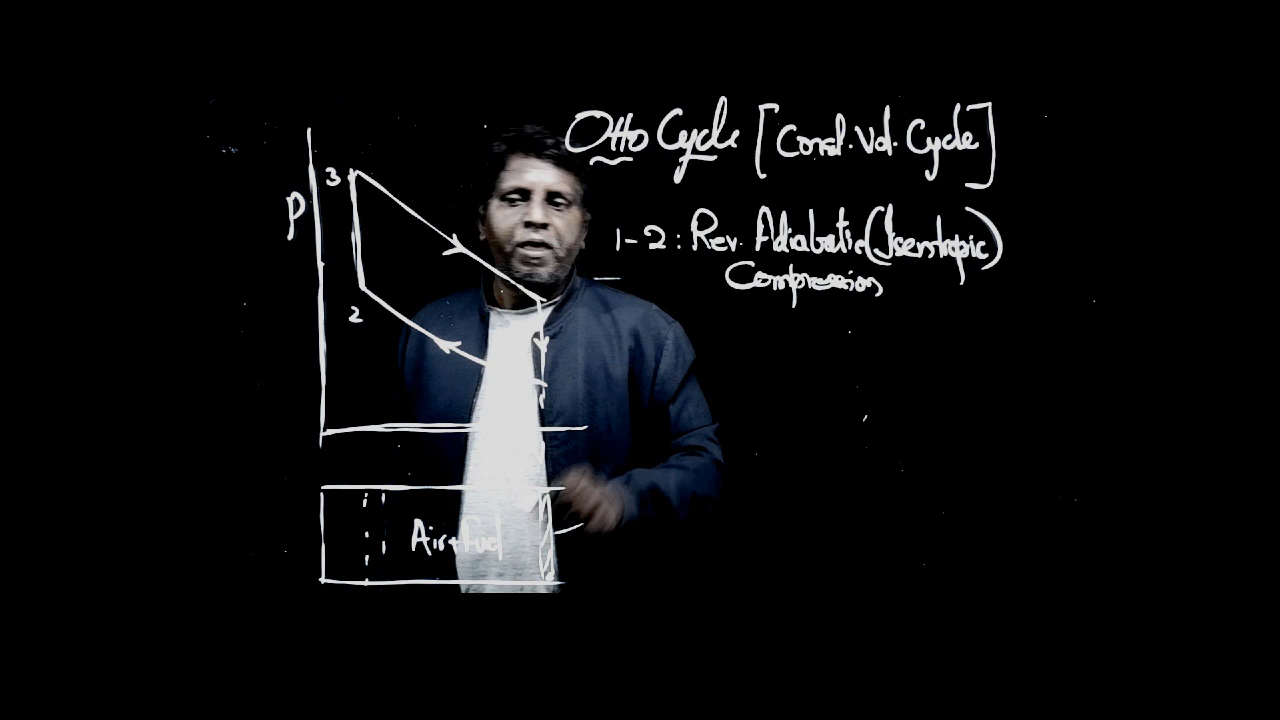 Otto Cycle [Const. Vol. Cycle]
3
P
1-2: Rev. Adiabatic (Isentropic)
Compression
2
Air + Fuel